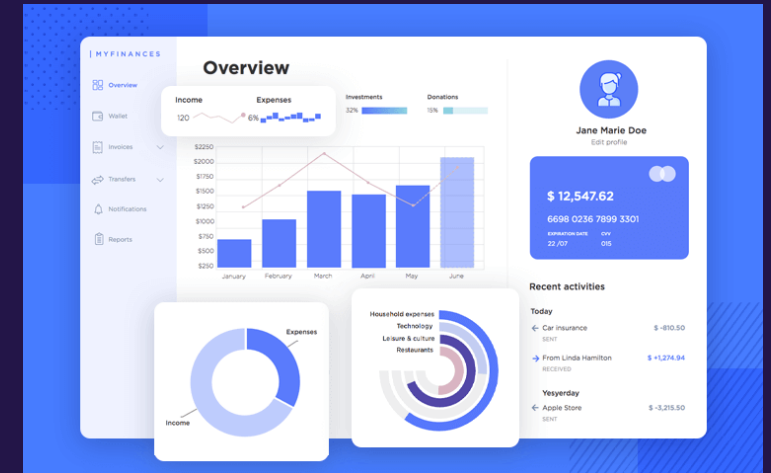 MYFINANCES
Overview
Wallet
Invoices
Transfers
Notifications
Reports
Overview
Income
120
Expenses
6%
Investments
32%
Donations
15%
$2250
$2000
$1750
$1500
$1250
$1000
$750
$500
$250
January February March April May June
Expenses
Income
Household expenses
Technology
Leisure & culture
Restaurants
Jane Marie Doe
Edit profile
$ 12,547.62
6698 0236 7899 3301
EXPIRATION DATE CVV
22 /07 015
Recent activities
Today
Car insurance $ -810.50
SENT
From Linda Hamilton $ +1,274.94
RECEIVED
Yesyerday
Apple Store $ -3,215.50
SENT